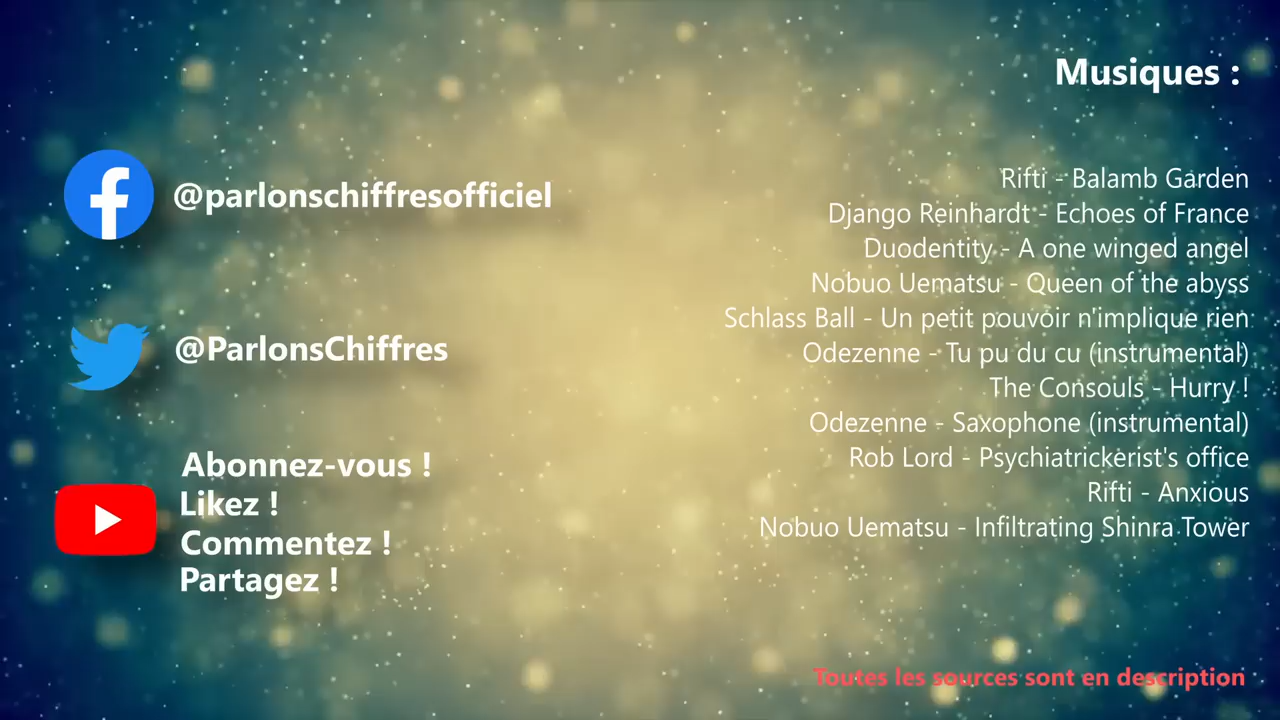 @parlonschiffresofficiel
@ParlonsChiffres
Abonnez-vous !
Likez !
Commentez !
Partagez !
Musiques :
Rifti - Balamb Garden
Django Reinhardt - Echoes of France
Duodentity - A one winged angel
Nobuo Uematsu - Queen of the abyss
Schlass Ball - Un petit pouvoir n'implique rien
Odezenne - Tu pu du cu (instrumental)
The Consouls - Hurry !
Odezenne - Saxophone (instrumental)
Rob Lord - Psychiatrickerist's office
Rifti - Anxious
Nobuo Uematsu - Infiltrating Shinra Tower
Toutes les sources sont en description